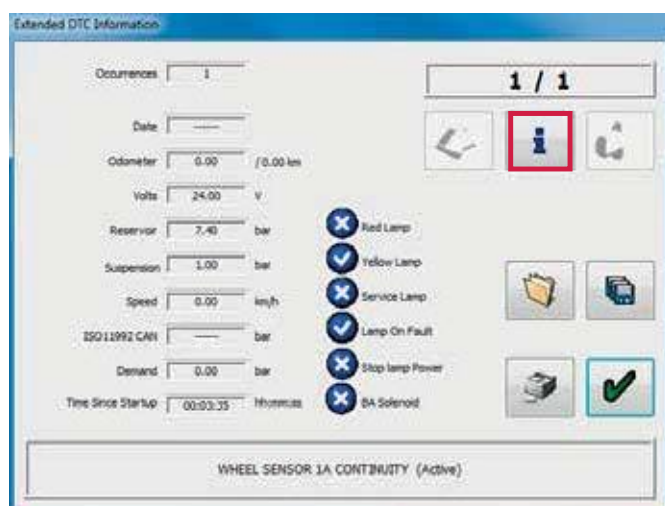 Extended DTC Information
Occurrences 1
1 / 1
Date -----
Odometer 0.00 / 0.00 km
Volts 24.00 V
Reservoir 7.40 bar
Suspension 1.00 bar
Speed 0.00 km/h
ISO11992 CAN ----- bar
Demand 0.00 bar
Time Since Startup 00:03:35 hh:mm:ss
Red Lamp
Yellow Lamp
Service Lamp
Lamp On Fault
Stop lamp Power
BA Solenoid
i
WHEEL SENSOR 1A CONTINUITY (Active)